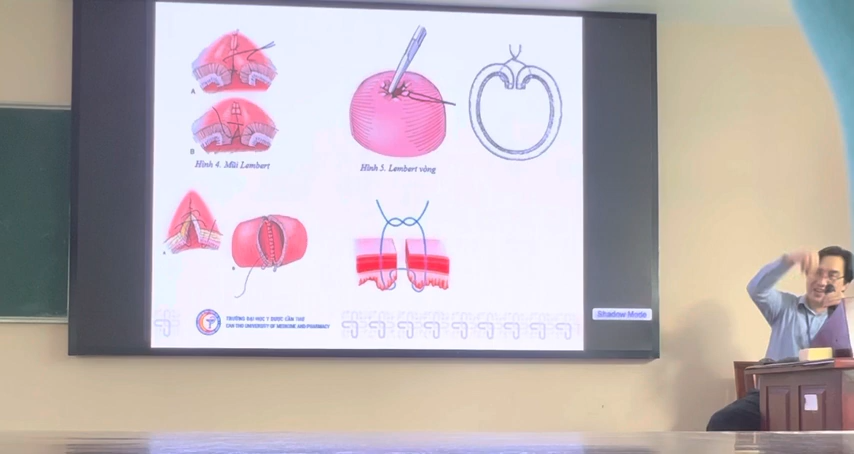 A
B
Hình 4. Mũi Lembert
Hình 5. Lembert vòng
TRƯỜNG ĐẠI HỌC Y DƯỢC CẦN THƠ
CAN THO UNIVERSITY OF MEDICINE AND PHARMACY
Shadow Mode